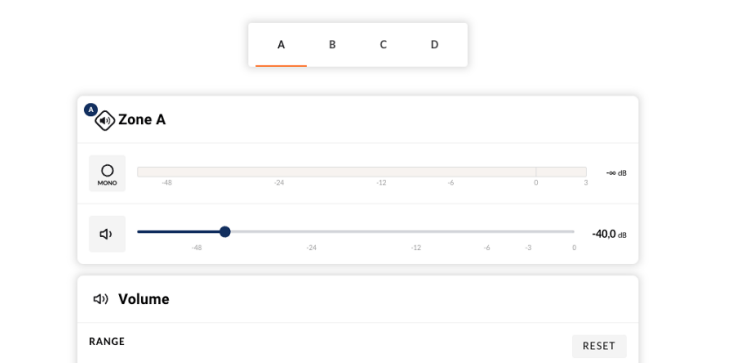 A B C D
A
Zone A
MONO
-∞ dB
-48 -24 -12 -6 0 3
-40,0 dB
-48 -24 -12 -6 -3 0
Volume
RANGE
RESET